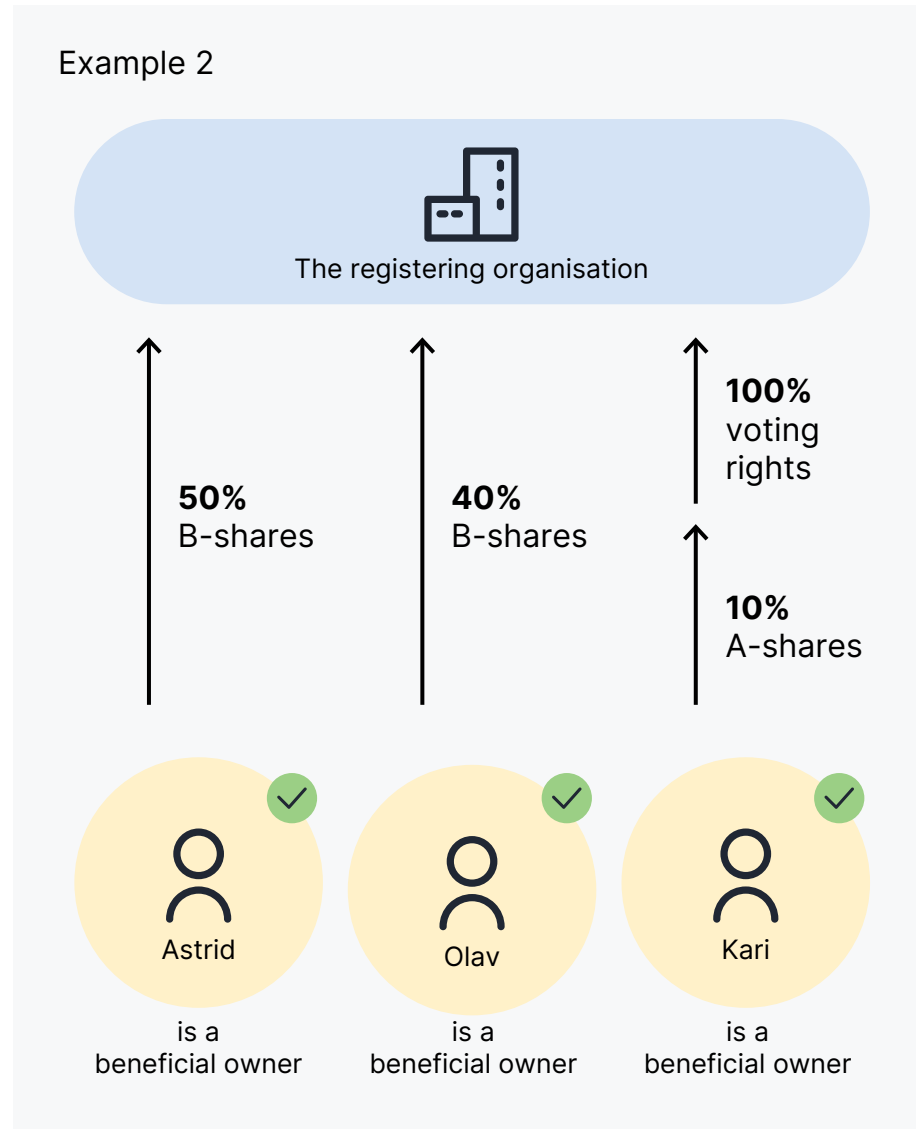 Example 2
The registering organisation
50%
B-shares
40%
B-shares
100%
voting
rights
10%
A-shares
Astrid
is a
beneficial owner
Olav
is a
beneficial owner
Kari
is a
beneficial owner